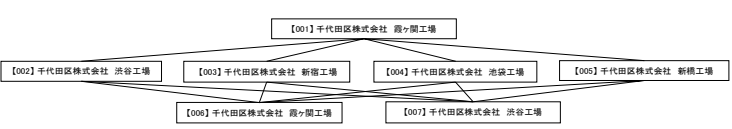 【001】千代田区株式会社　霞ヶ関工場
【002】千代田区株式会社　渋谷工場
【003】千代田区株式会社　新宿工場
【004】千代田区株式会社　池袋工場
【005】千代田区株式会社　新橋工場
【006】千代田区株式会社　霞ヶ関工場
【007】千代田区株式会社　渋谷工場